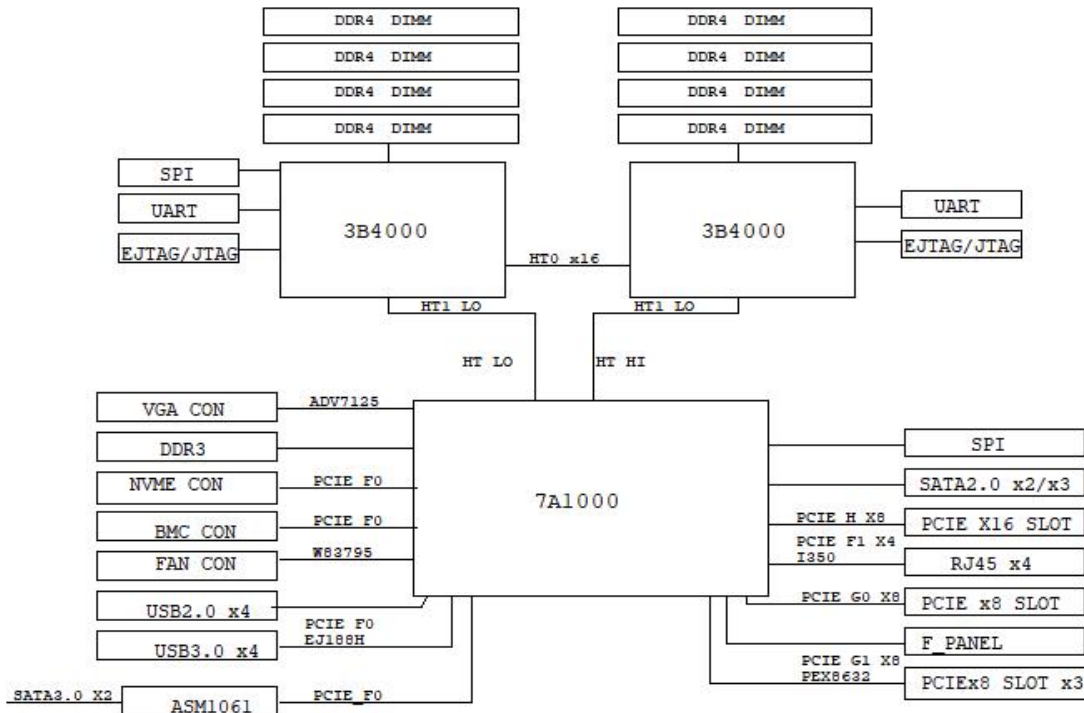 DDR4 DIMM
DDR4 DIMM
DDR4 DIMM
DDR4 DIMM
DDR4 DIMM
DDR4 DIMM
DDR4 DIMM
DDR4 DIMM
SPI
UART
EJTAG/JTAG
3B4000
HT0 x16
3B4000
UART
EJTAG/JTAG
HT1 LO
HT1 LO
HT LO
HT HI
VGA CON
ADV7125
DDR3
NVME CON
PCIE F0
BMC CON
PCIE F0
FAN CON
W83795
USB2.0 x4
PCIE F0
EJ188H
USB3.0 x4
SATA3.0 X2
ASM1061
PCIE_F0
7A1000
SPI
SATA2.0 x2/x3
PCIE H X8
PCIE X16 SLOT
PCIE F1 X4
I350
RJ45 x4
PCIE G0 X8
PCIE x8 SLOT
F_PANEL
PCIE G1 X8
PEX8632
PCIEx8 SLOT x3